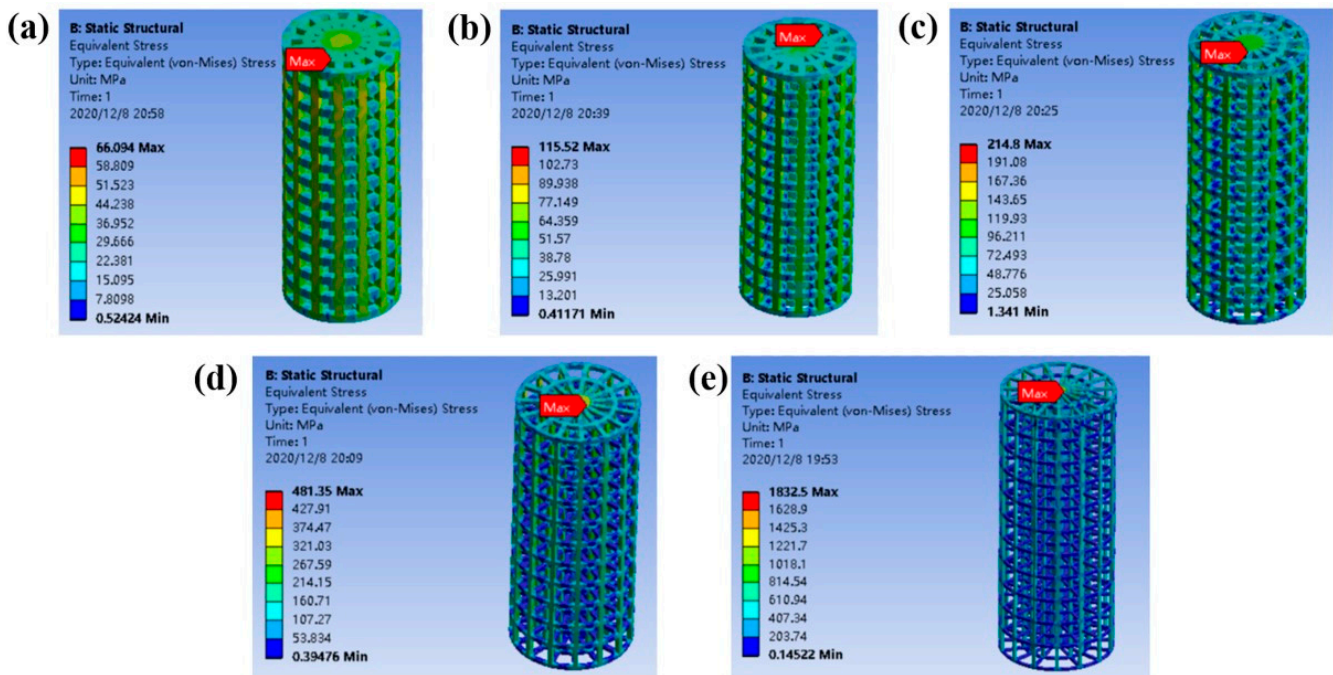 (a)
B: Static Structural
Equivalent Stress
Type: Equivalent (von-Mises) Stress
Unit: MPa
Time: 1
2020/12/8 20:58
66.094 Max
58.809
51.523
44.238
36.952
29.666
22.381
15.095
7.8098
0.52424 Min
Max
(b)
B: Static Structural
Equivalent Stress
Type: Equivalent (von-Mises) Stress
Unit: MPa
Time: 1
2020/12/8 20:39
115.52 Max
102.73
89.938
77.149
64.359
51.57
38.78
25.991
13.201
0.41171 Min
Max
(c)
B: Static Structural
Equivalent Stress
Type: Equivalent (von-Mises) Stress
Unit: MPa
Time: 1
2020/12/8 20:25
214.8 Max
191.08
167.36
143.65
119.93
96.211
72.493
48.776
25.058
1.341 Min
Max
(d)
B: Static Structural
Equivalent Stress
Type: Equivalent (von-Mises) Stress
Unit: MPa
Time: 1
2020/12/8 20:09
481.35 Max
427.91
374.47
321.03
267.59
214.15
160.71
107.27
53.834
0.39476 Min
Max
(e)
B: Static Structural
Equivalent Stress
Type: Equivalent (von-Mises) Stress
Unit: MPa
Time: 1
2020/12/8 19:53
1832.5 Max
1628.9
1425.3
1221.7
1018.1
814.54
610.94
407.34
203.74
0.14522 Min
Max